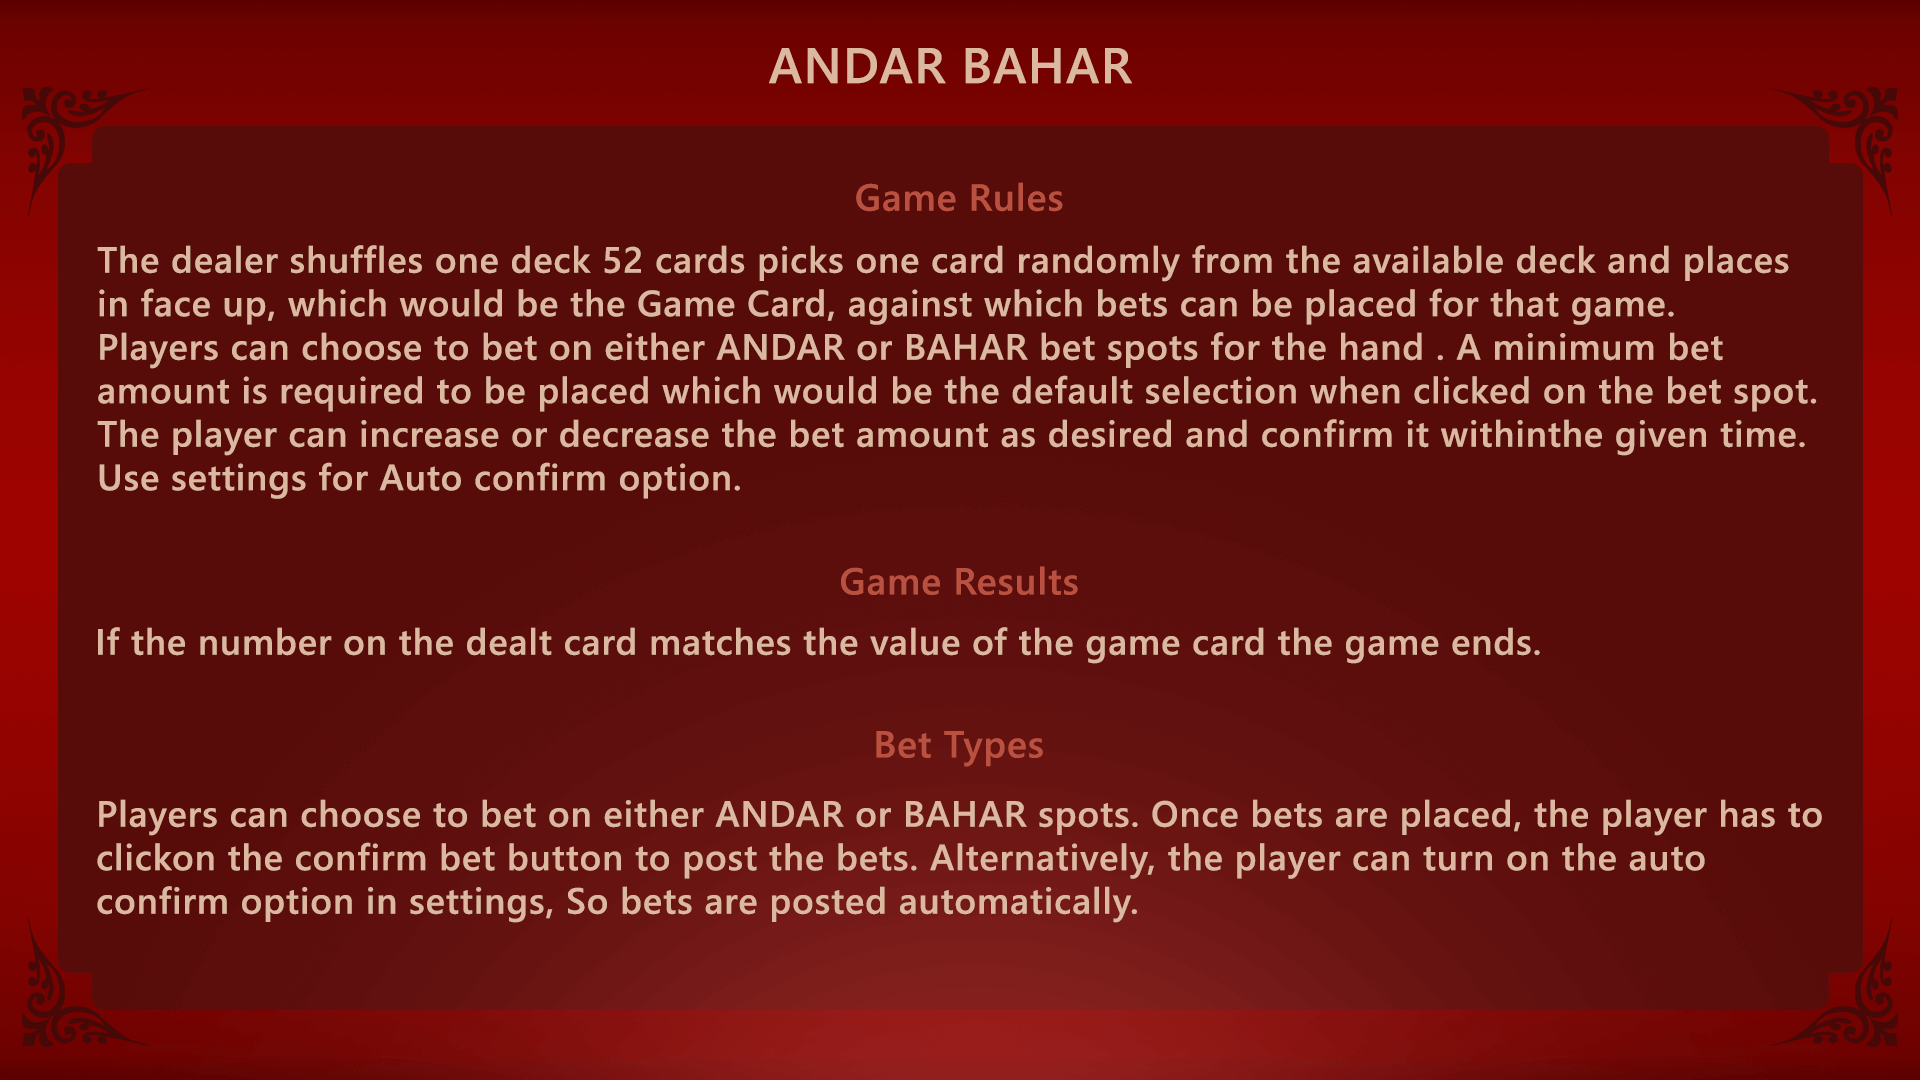 ANDAR BAHAR
Game Rules
The dealer shuffles one deck 52 cards picks one card randomly from the available deck and places
in face up, which would be the Game Card, against which bets can be placed for that game.
Players can choose to bet on either ANDAR or BAHAR bet spots for the hand . A minimum bet
amount is required to be placed which would be the default selection when clicked on the bet spot.
The player can increase or decrease the bet amount as desired and confirm it withinthe given time.
Use settings for Auto confirm option.
Game Results
If the number on the dealt card matches the value of the game card the game ends.
Bet Types
Players can choose to bet on either ANDAR or BAHAR spots. Once bets are placed, the player has to
clickon the confirm bet button to post the bets. Alternatively, the player can turn on the auto
confirm option in settings, So bets are posted automatically.